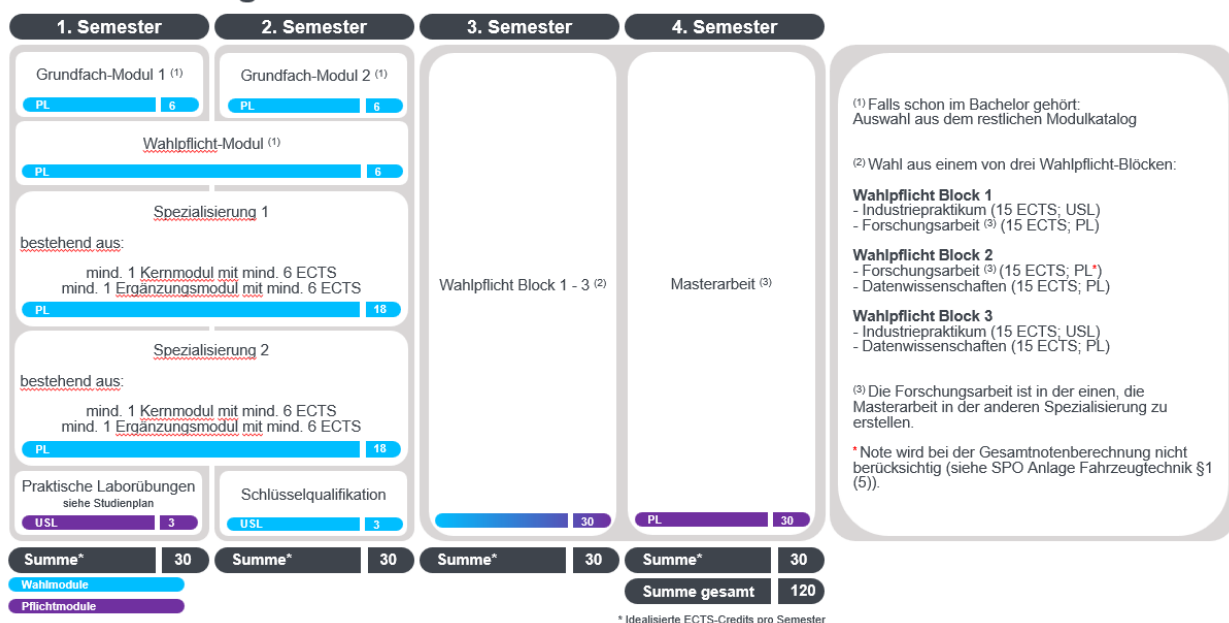 1. Semester
2. Semester
3. Semester
4. Semester
Grundfach-Modul 1 (1)
PL 6
Grundfach-Modul 2 (1)
PL 6
Wahlpflicht-Modul (1)
PL 6
Spezialisierung 1
bestehend aus:
mind. 1 Kernmodul mit mind. 6 ECTS
mind. 1 Ergänzungsmodul mit mind. 6 ECTS
PL 18
Spezialisierung 2
bestehend aus:
mind. 1 Kernmodul mit mind. 6 ECTS
mind. 1 Ergänzungsmodul mit mind. 6 ECTS
PL 18
Praktische Laborübungen
siehe Studienplan
USL 3
Schlüsselqualifikation
USL 3
Wahlpflicht Block 1 - 3 (2)
30
Masterarbeit (3)
PL 30
Summe* 30
Summe* 30
Summe* 30
Summe* 30
Wahlmodule
Pflichtmodule
Summe gesamt 120
* Idealisierte ECTS-Credits pro Semester
(1) Falls schon im Bachelor gehört:
Auswahl aus dem restlichen Modulkatalog
(2) Wahl aus einem von drei Wahlpflicht-Blöcken:
Wahlpflicht Block 1
- Industriepraktikum (15 ECTS; USL)
- Forschungsarbeit (3) (15 ECTS; PL)
Wahlpflicht Block 2
- Forschungsarbeit (3) (15 ECTS; PL*)
- Datenwissenschaften (15 ECTS; PL)
Wahlpflicht Block 3
- Industriepraktikum (15 ECTS; USL)
- Datenwissenschaften (15 ECTS; PL)
(3) Die Forschungsarbeit ist in der einen, die
Masterarbeit in der anderen Spezialisierung zu
erstellen.
* Note wird bei der Gesamtnotenberechnung nicht
berücksichtig (siehe SPO Anlage Fahrzeugtechnik §1
(5)).